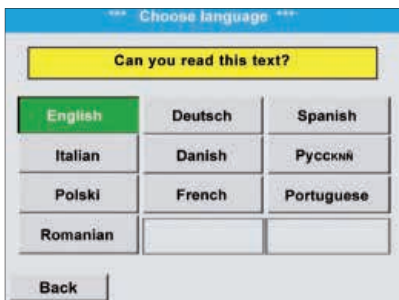 *** Choose language ***
Can you read this text?
English Deutsch Spanish
Italian Danish Русский
Polski French Portuguese
Romanian
Back